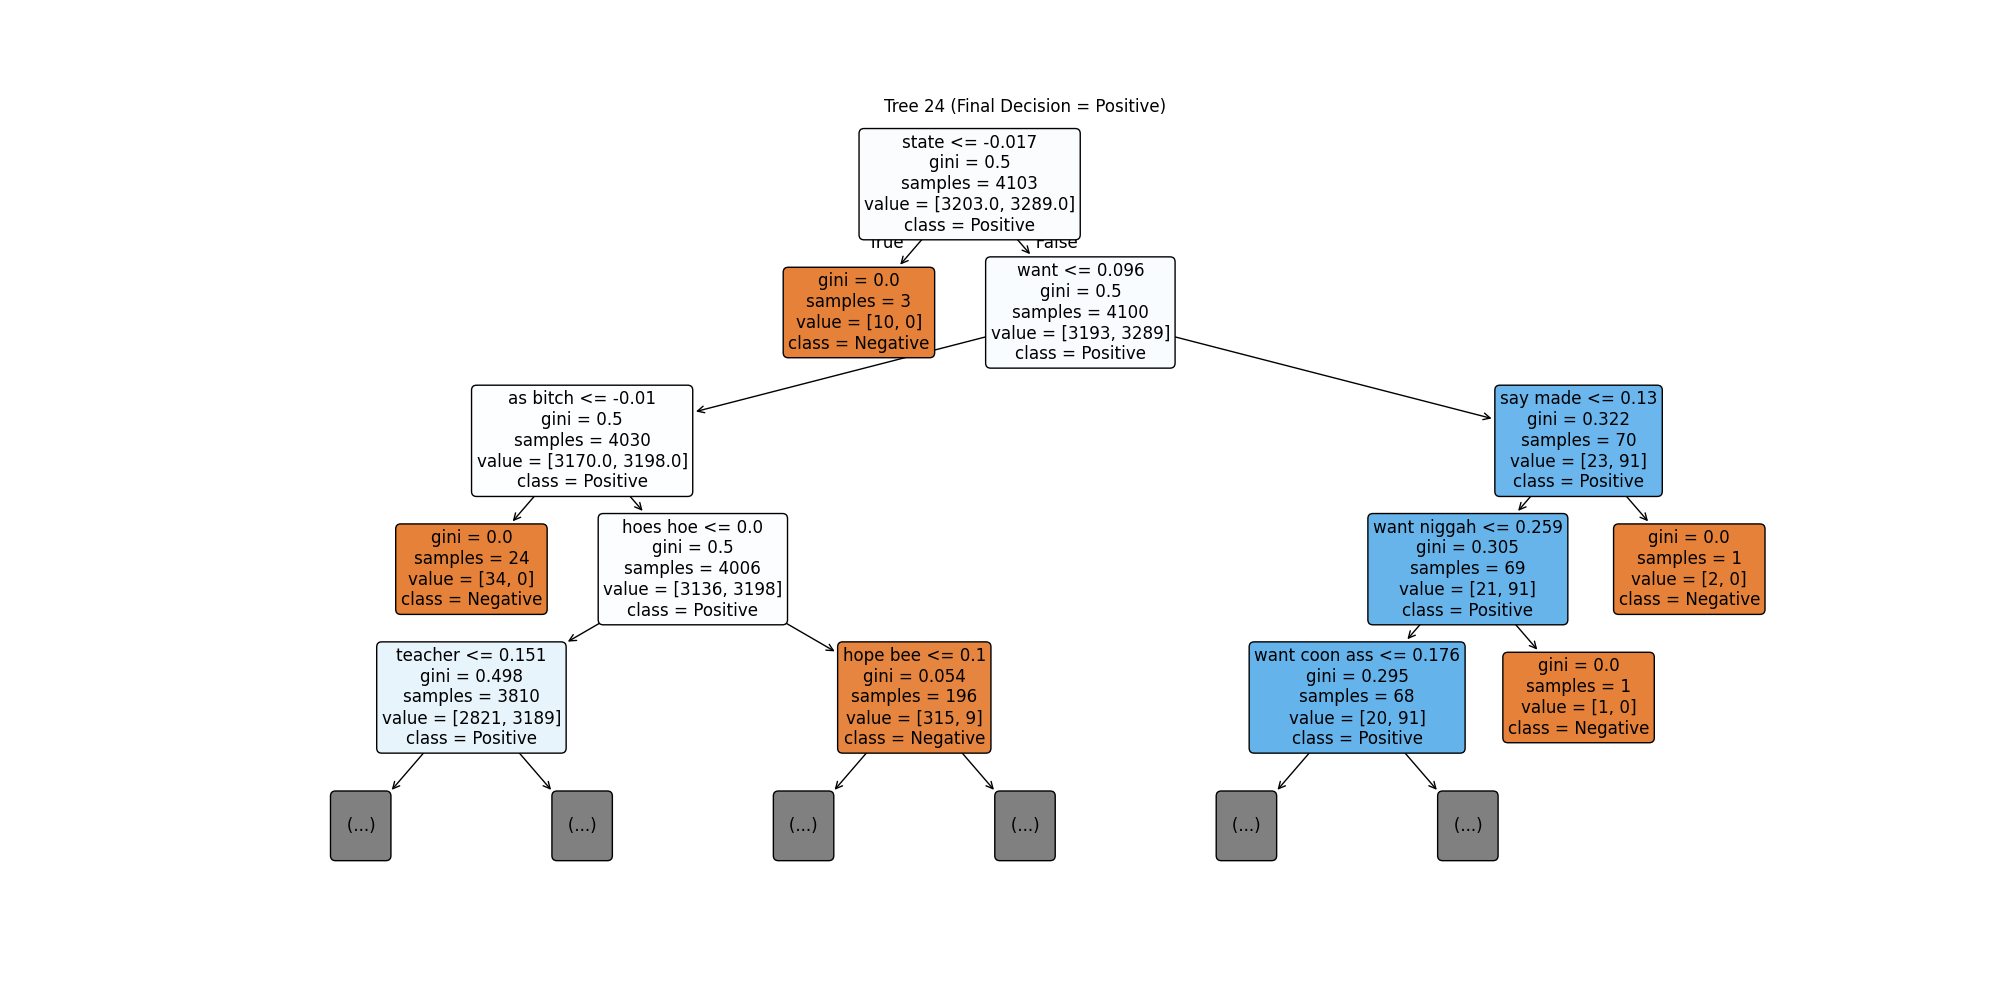 Tree 24 (Final Decision = Positive)
state <= -0.017
gini = 0.5
samples = 4103
value = [3203.0, 3289.0]
class = Positive
True
False
gini = 0.0
samples = 3
value = [10, 0]
class = Negative
want <= 0.096
gini = 0.5
samples = 4100
value = [3193, 3289]
class = Positive
as bitch <= -0.01
gini = 0.5
samples = 4030
value = [3170.0, 3198.0]
class = Positive
say made <= 0.13
gini = 0.322
samples = 70
value = [23, 91]
class = Positive
gini = 0.0
samples = 24
value = [34, 0]
class = Negative
hoes hoe <= 0.0
gini = 0.5
samples = 4006
value = [3136, 3198]
class = Positive
want niggah <= 0.259
gini = 0.305
samples = 69
value = [21, 91]
class = Positive
gini = 0.0
samples = 1
value = [2, 0]
class = Negative
teacher <= 0.151
gini = 0.498
samples = 3810
value = [2821, 3189]
class = Positive
hope bee <= 0.1
gini = 0.054
samples = 196
value = [315, 9]
class = Negative
want coon ass <= 0.176
gini = 0.295
samples = 68
value = [20, 91]
class = Positive
gini = 0.0
samples = 1
value = [1, 0]
class = Negative
(...)
(...)
(...)
(...)
(...)
(...)